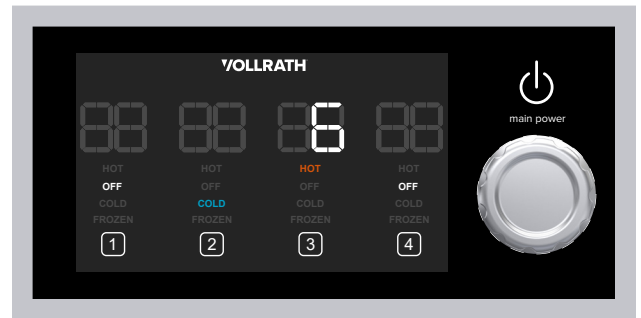 VOLLRATH
main power
6
HOT HOT HOT HOT
OFF OFF OFF OFF
COLD COLD COLD COLD
FROZEN FROZEN FROZEN FROZEN
1 2 3 4